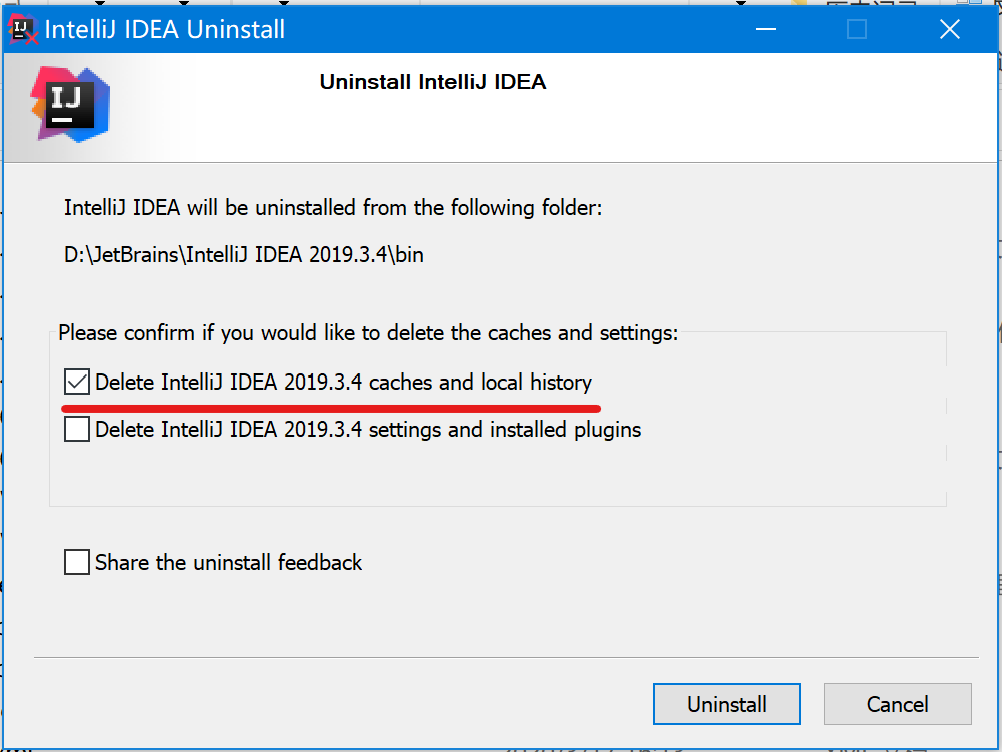 IntelliJ IDEA Uninstall
IJ
Uninstall IntelliJ IDEA
IntelliJ IDEA will be uninstalled from the following folder:
D:\JetBrains\IntelliJ IDEA 2019.3.4\bin
Please confirm if you would like to delete the caches and settings:
Delete IntelliJ IDEA 2019.3.4 caches and local history
Delete IntelliJ IDEA 2019.3.4 settings and installed plugins
Share the uninstall feedback
Uninstall
Cancel